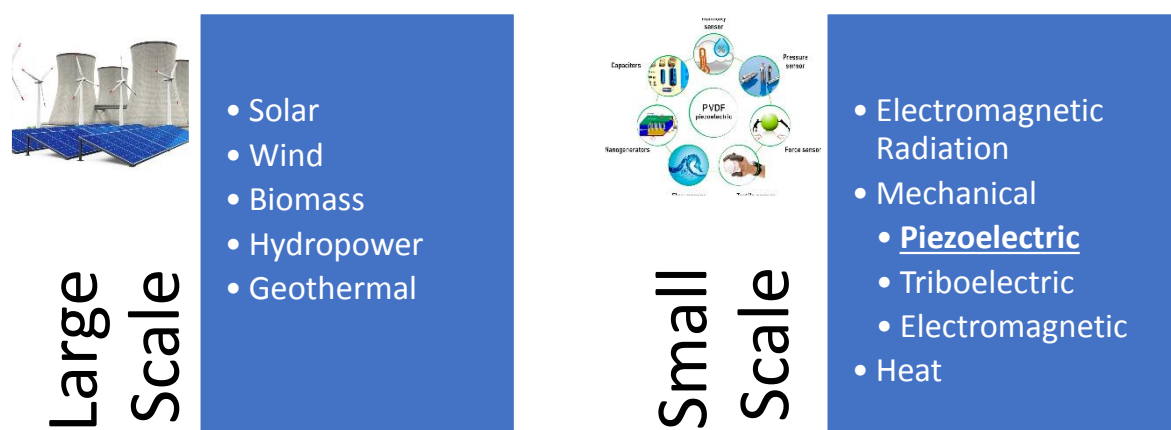 Large
Scale
• Solar
• Wind
• Biomass
• Hydropower
• Geothermal
Small
Scale
sensor
Capacitors
Pressure
sensor
PVDF
piezoelectric
%
Nanogenerators
Force sensor
• Electromagnetic
Radiation
• Mechanical
• Piezoelectric
• Triboelectric
• Electromagnetic
• Heat